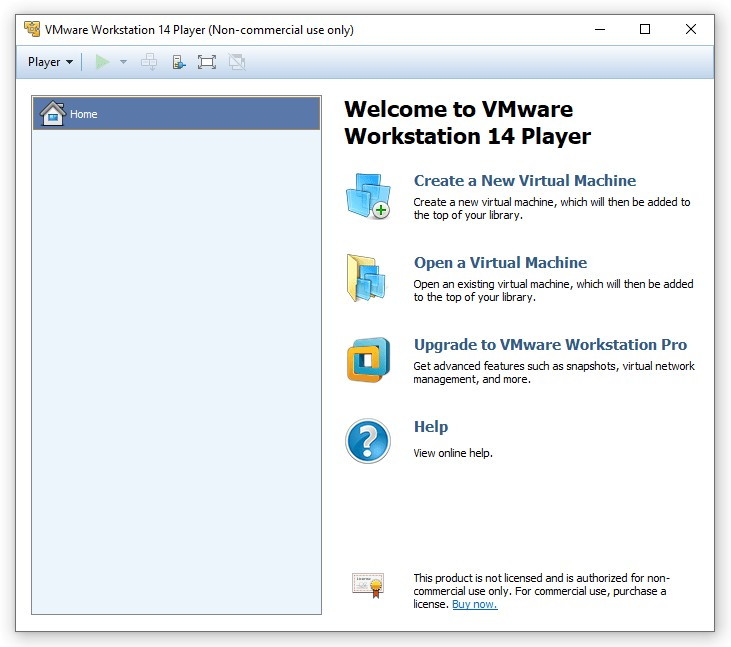 VMware Workstation 14 Player (Non-commercial use only)
Player
Home
Welcome to VMware
Workstation 14 Player
Create a New Virtual Machine
Create a new virtual machine, which will then be added to
the top of your library.
Open a Virtual Machine
Open an existing virtual machine, which will then be added
to the top of your library.
Upgrade to VMware Workstation Pro
Get advanced features such as snapshots, virtual network
management, and more.
Help
View online help.
This product is not licensed and is authorized for non-
commercial use only. For commercial use, purchase a
license. Buy now.